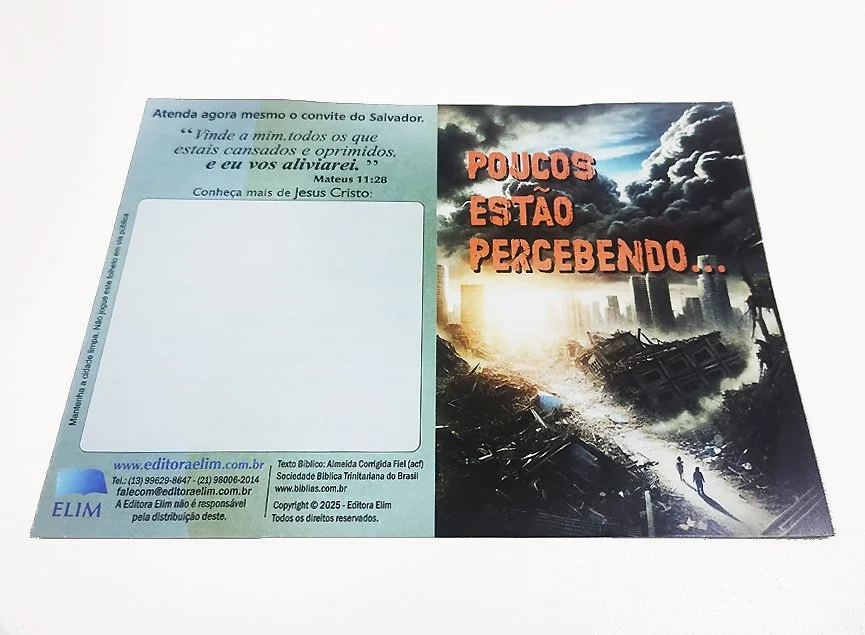 Atenda agora mesmo o convite do Salvador.
“Vinde a mim.todos os que
estais cansados e oprimidos,
e eu vos aliviarei.”
Mateus 11:28
Conheça mais de Jesus Cristo:
Mantenha a cidade limpa. Não jogue este folheto em via pública
ELIM
www.editoraelim.com.br
Tel.: (13) 99629-8647 - (21) 98006-2014
falecom@editoraelim.com.br
A Editora Elim não é responsável
pela distribuição deste.
Texto Bíblico: Almeida Corrigida Fiel (acf)
Sociedade Bíblica Trinitariana do Brasil
www.biblias.com.br
Copyright © 2025 - Editora Elim
Todos os direitos reservados.
POUCOS
ESTÃO
PERCEBENDO...